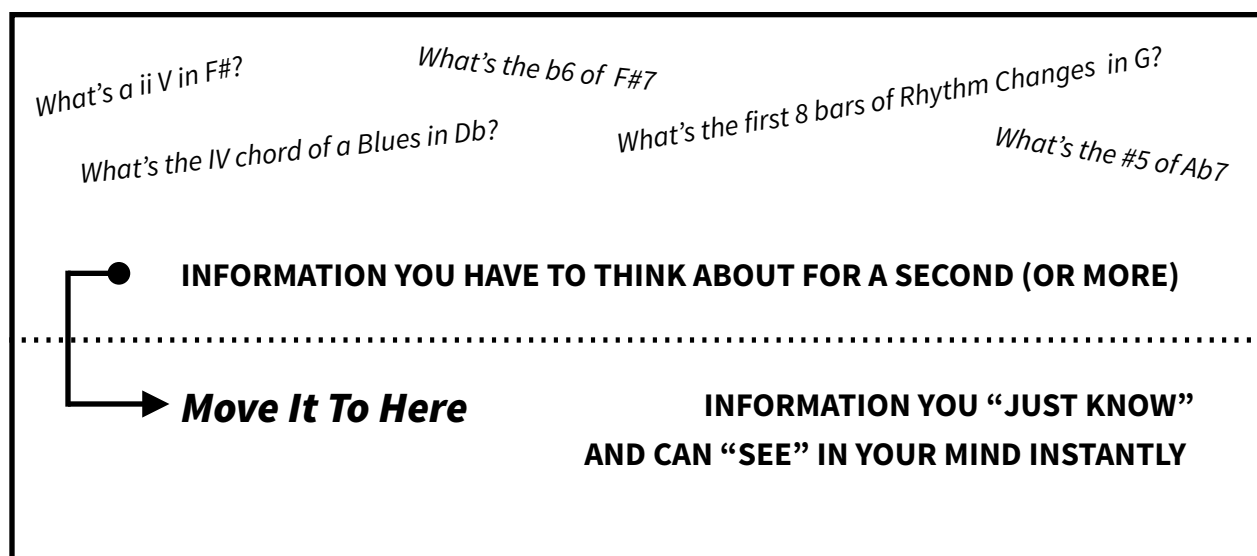 What's a ii V in F#?
What's the b6 of F#7
What's the first 8 bars of Rhythm Changes in G?
What's the IV chord of a Blues in Db?
What's the #5 of Ab7
INFORMATION YOU HAVE TO THINK ABOUT FOR A SECOND (OR MORE)
Move It To Here
INFORMATION YOU “JUST KNOW”
AND CAN “SEE” IN YOUR MIND INSTANTLY